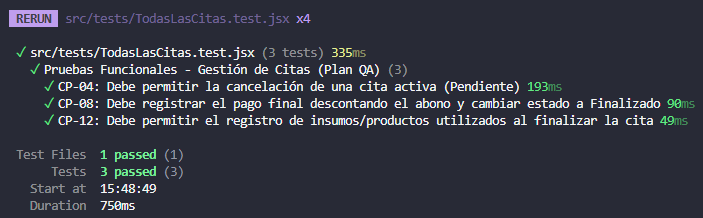 RERUN src/tests/TodasLasCitas.test.jsx x4
✓ src/tests/TodasLasCitas.test.jsx (3 tests) 335ms
✓ Pruebas Funcionales - Gestión de Citas (Plan QA) (3)
✓ CP-04: Debe permitir la cancelación de una cita activa (Pendiente) 193ms
✓ CP-08: Debe registrar el pago final descontando el abono y cambiar estado a Finalizado 90ms
✓ CP-12: Debe permitir el registro de insumos/productos utilizados al finalizar la cita 49ms
Test Files 1 passed (1)
Tests 3 passed (3)
Start at 15:48:49
Duration 750ms